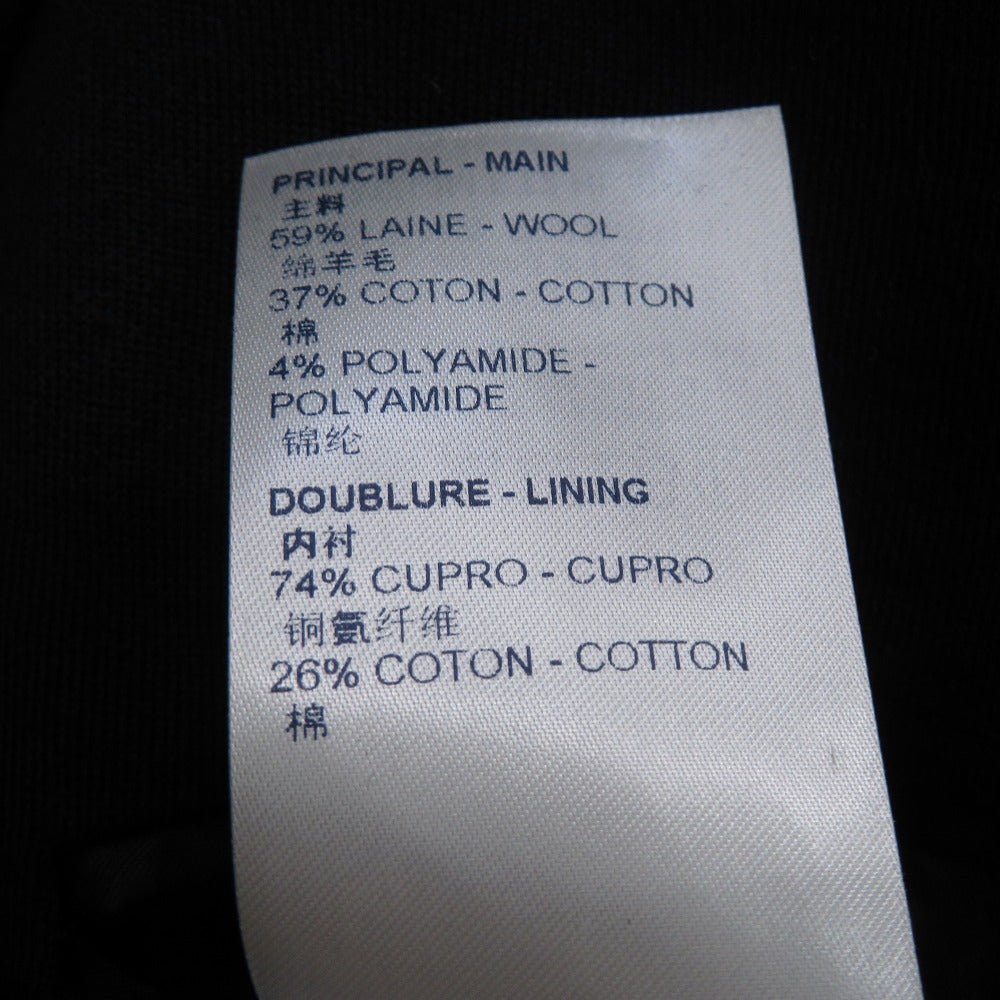 PRINCIPAL - MAIN
主料
59% LAINE - WOOL
绵羊毛
37% COTON - COTTON
棉
4% POLYAMIDE -
POLYAMIDE
锦纶
DOUBLURE - LINING
内衬
74% CUPRO - CUPRO
铜氨纤维
26% COTON - COTTON
棉